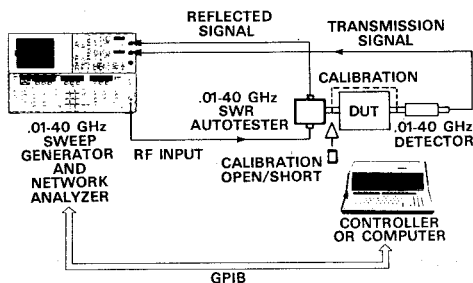 REFLECTED
SIGNAL
TRANSMISSION
SIGNAL
CALIBRATION
.01-40 GHz
SWR
AUTOTESTER
DUT
.01-40 GHz
DETECTOR
.01-40 GHz
SWEEP
GENERATOR
AND
NETWORK
ANALYZER
RF INPUT
CALIBRATION
OPEN/SHORT
CONTROLLER
OR COMPUTER
GPIB